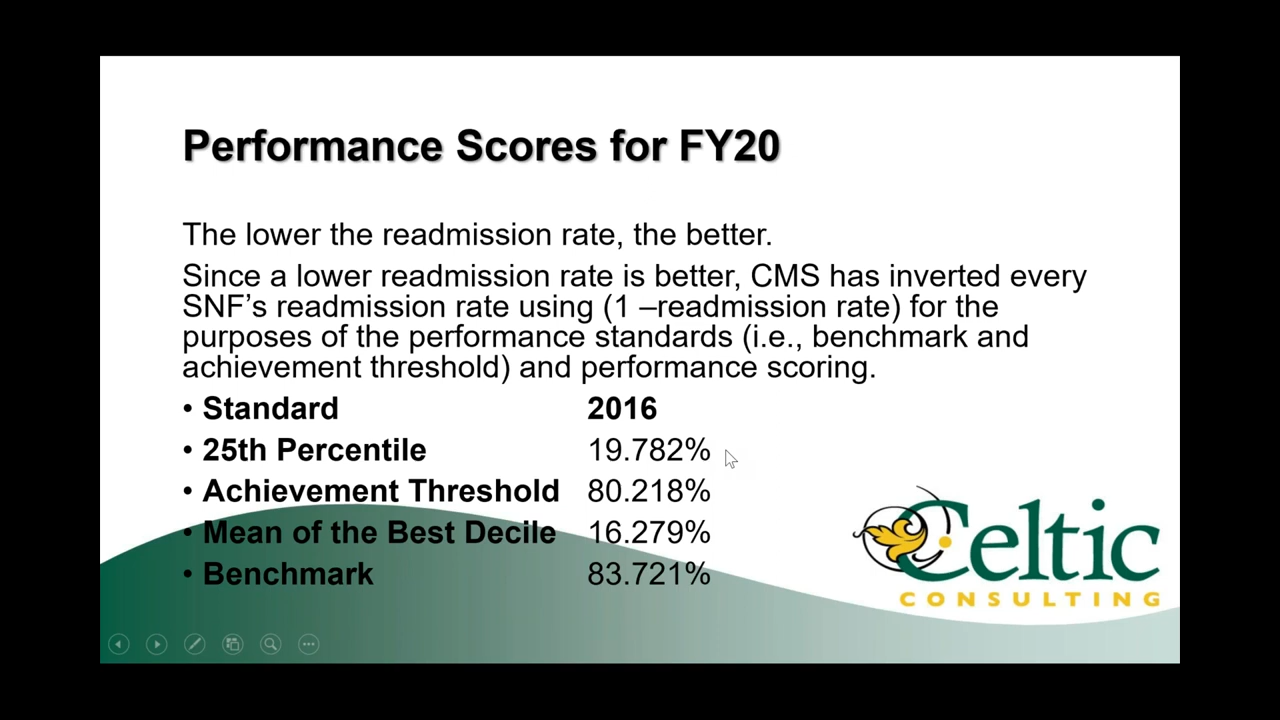 Performance Scores for FY20
The lower the readmission rate, the better.
Since a lower readmission rate is better, CMS has inverted every
SNF’s readmission rate using (1 –readmission rate) for the
purposes of the performance standards (i.e., benchmark and
achievement threshold) and performance scoring.
• Standard 2016
• 25th Percentile 19.782%
• Achievement Threshold 80.218%
• Mean of the Best Decile 16.279%
• Benchmark 83.721%
Celtic
CONSULTING